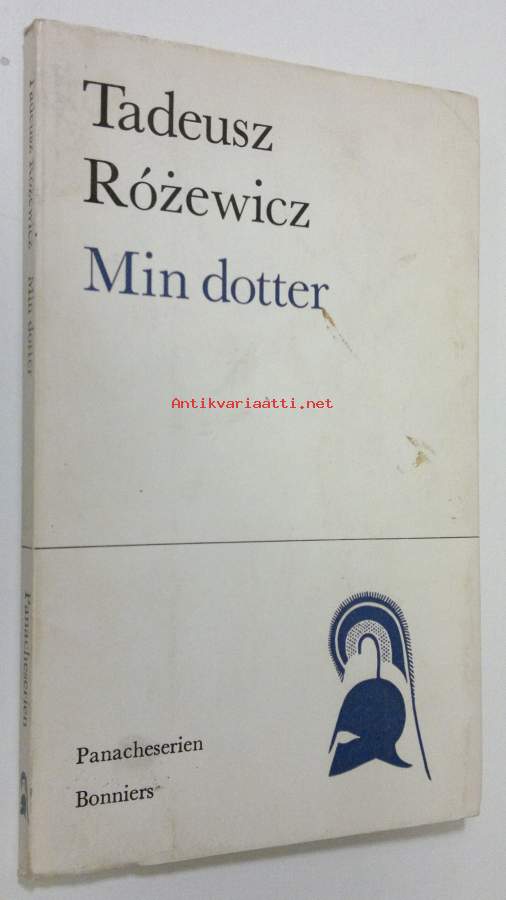 Tadeusz
Różewicz
Min dotter
Antikvariaatti.net
Panacheserien
Bonniers
Tadeusz Różewicz Min dotter
Panacheserien